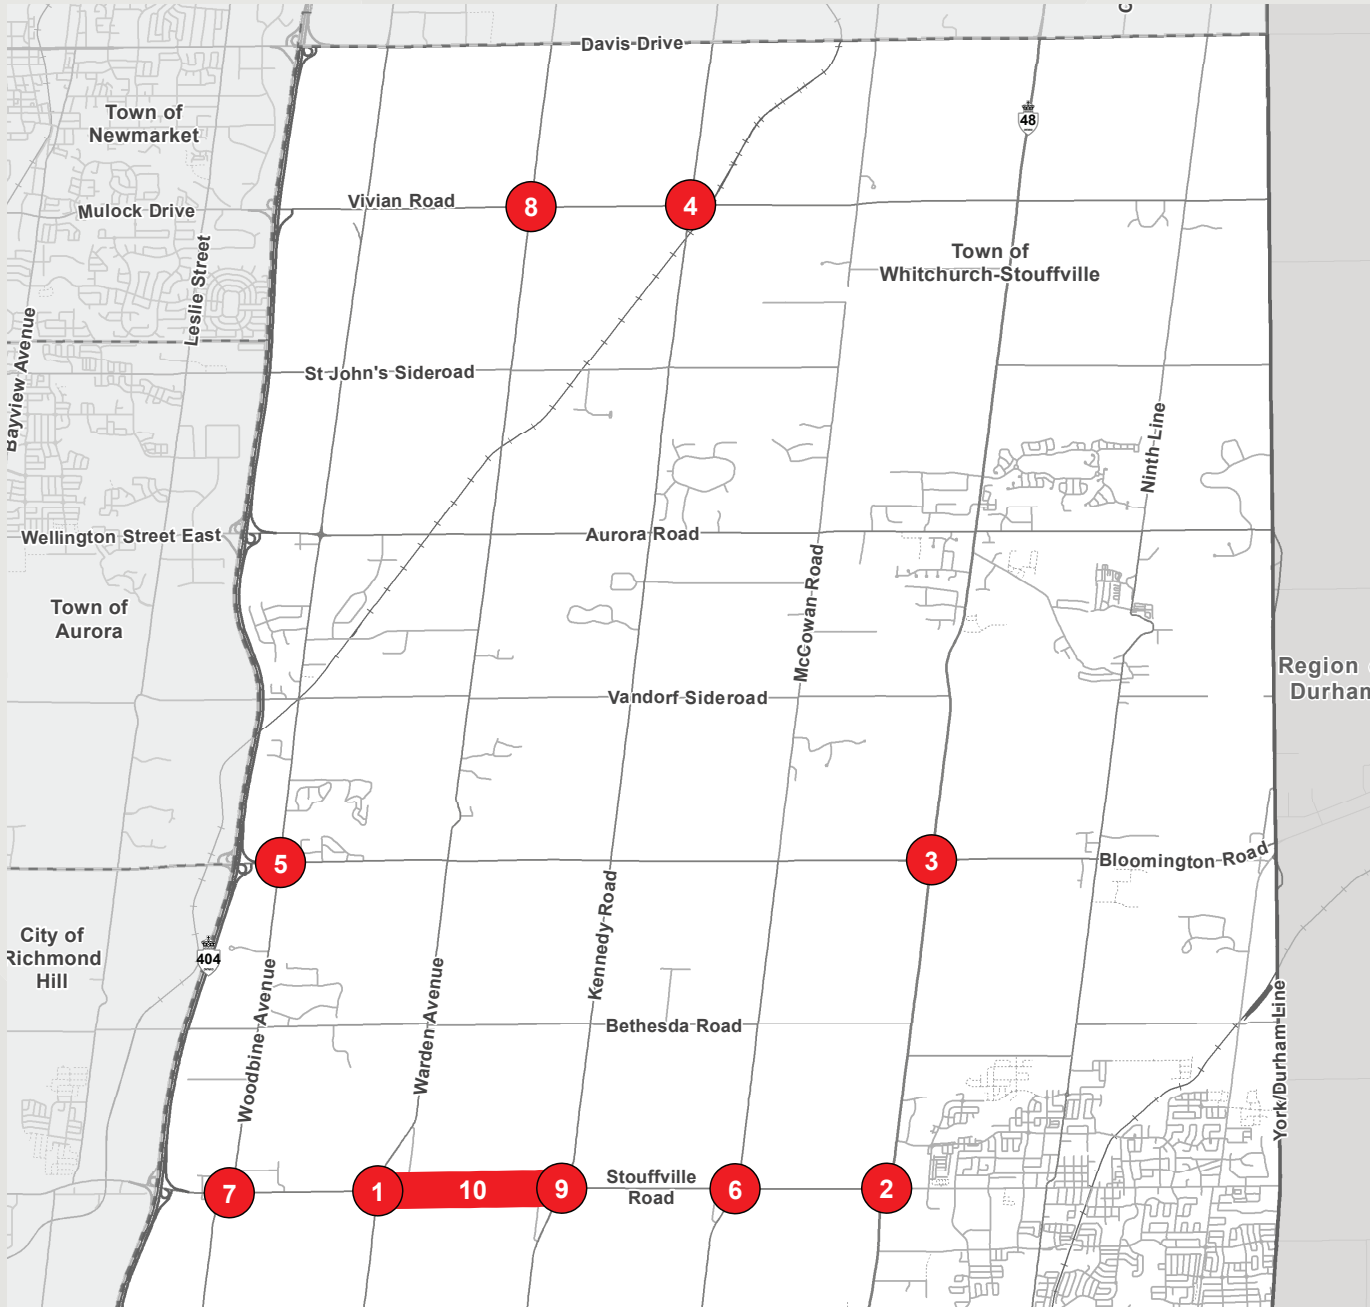 C
Davis Drive
Town of
Newmarket
48
Vivian Road
8
4
Mulock Drive
Leslie Street
Town of
Whitchurch-Stouffville
Bayview Avenue
St John's Sideroad
Ninth Line
Wellington Street East
Aurora Road
McCowan Road
Town of
Aurora
Region
Durham
Vandorf Sideroad
5
3
Bloomington Road
Kennedy Road
City of
Richmond
Hill
404
Woodbine Avenue
Warden Avenue
Bethesda Road
York/Durham Line
7
1
10
9
Stouffville
Road
6
2